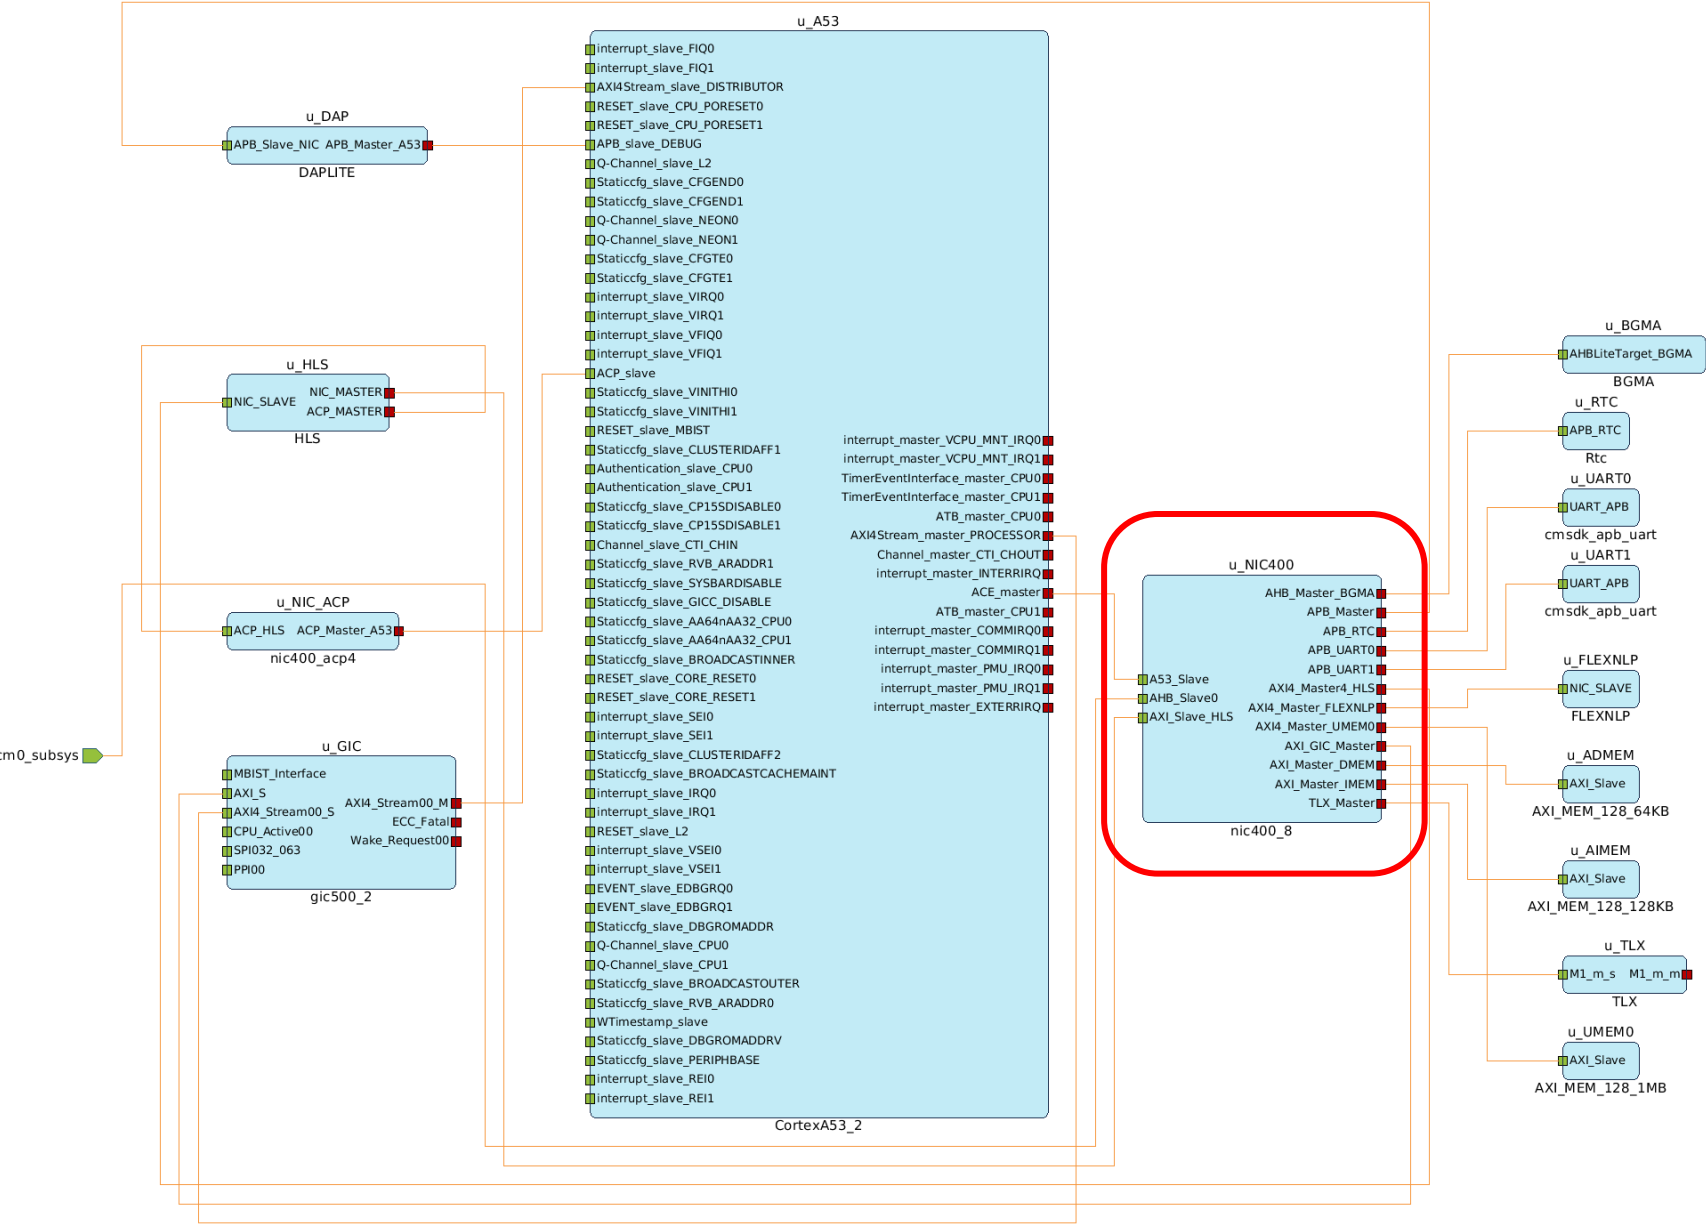 u_A53
interrupt_slave_FIQ0
interrupt_slave_FIQ1
AXI4Stream_slave_DISTRIBUTOR
RESET_slave_CPU_PORESET0
RESET_slave_CPU_PORESET1
APB_slave_DEBUG
Q-Channel_slave_L2
Staticcfg_slave_CFGEND0
Staticcfg_slave_CFGEND1
Q-Channel_slave_NEON0
Q-Channel_slave_NEON1
Staticcfg_slave_CFGTE0
Staticcfg_slave_CFGTE1
interrupt_slave_VIRQ0
interrupt_slave_VIRQ1
interrupt_slave_VFIQ0
interrupt_slave_VFIQ1
ACP_slave
Staticcfg_slave_VINITHI0
Staticcfg_slave_VINITHI1
RESET_slave_MBIST
Staticcfg_slave_CLUSTERIDAFF1
Authentication_slave_CPU0
Authentication_slave_CPU1
Staticcfg_slave_CP15SDISABLE0
Staticcfg_slave_CP15SDISABLE1
Channel_slave_CTI_CHIN
Staticcfg_slave_RVB_ARADDR1
Staticcfg_slave_SYSBARDISABLE
Staticcfg_slave_GICC_DISABLE
Staticcfg_slave_AA64nAA32_CPU0
Staticcfg_slave_AA64nAA32_CPU1
Staticcfg_slave_BROADCASTINNER
RESET_slave_CORE_RESET0
RESET_slave_CORE_RESET1
interrupt_slave_SEI0
interrupt_slave_SEI1
Staticcfg_slave_CLUSTERIDAFF2
Staticcfg_slave_BROADCASTCACHEMAINT
interrupt_slave_IRQ0
interrupt_slave_IRQ1
RESET_slave_L2
interrupt_slave_VSEI0
interrupt_slave_VSEI1
EVENT_slave_EDBGRQ0
EVENT_slave_EDBGRQ1
Staticcfg_slave_DBGROMADDR
Q-Channel_slave_CPU0
Q-Channel_slave_CPU1
Staticcfg_slave_BROADCASTOUTER
Staticcfg_slave_RVB_ARADDR0
WTimestamp_slave
Staticcfg_slave_DBGROMADDRV
Staticcfg_slave_PERIPHBASE
interrupt_slave_REI0
interrupt_slave_REI1
interrupt_master_VCPU_MNT_IRQ0
interrupt_master_VCPU_MNT_IRQ1
TimerEventInterface_master_CPU0
TimerEventInterface_master_CPU1
ATB_master_CPU0
AXI4Stream_master_PROCESSOR
Channel_master_CTI_CHOUT
interrupt_master_INTERRIRQ
ACE_master
ATB_master_CPU1
interrupt_master_COMMIRQ0
interrupt_master_COMMIRQ1
interrupt_master_PMU_IRQ0
interrupt_master_PMU_IRQ1
interrupt_master_EXTERRIRQ
CortexA53_2
u_DAP
APB_Slave_NIC APB_Master_A53
DAPLITE
u_HLS
NIC_MASTER
NIC_SLAVE
ACP_MASTER
HLS
u_NIC_ACP
ACP_HLS ACP_Master_A53
nic400_acp4
cm0_subsys
u_GIC
MBIST_Interface
AXI_S
AXI4_Stream00_S
CPU_Active00
SPI032_063
PPI00
AXI4_Stream00_M
ECC_Fatal
Wake_Request00
gic500_2
u_NIC400
AHB_Master_BGMA
APB_Master
APB_RTC
APB_UART0
APB_UART1
AXI4_Master4_HLS
AXI4_Master_FLEXNLP
AXI4_Master_UMEM0
AXI_GIC_Master
AXI_Master_DMEM
AXI_Master_IMEM
TLX_Master
A53_Slave
AHB_Slave0
AXI_Slave_HLS
nic400_8
u_BGMA
AHBLiteTarget_BGMA
BGMA
u_RTC
APB_RTC
Rtc
u_UART0
UART_APB
cmsdk_apb_uart
u_UART1
UART_APB
cmsdk_apb_uart
u_FLEXNLP
NIC_SLAVE
FLEXNLP
u_ADMEM
AXI_Slave
AXI_MEM_128_64KB
u_AIMEM
AXI_Slave
AXI_MEM_128_128KB
u_TLX
M1_m_s M1_m_m
TLX
u_UMEM0
AXI_Slave
AXI_MEM_128_1MB